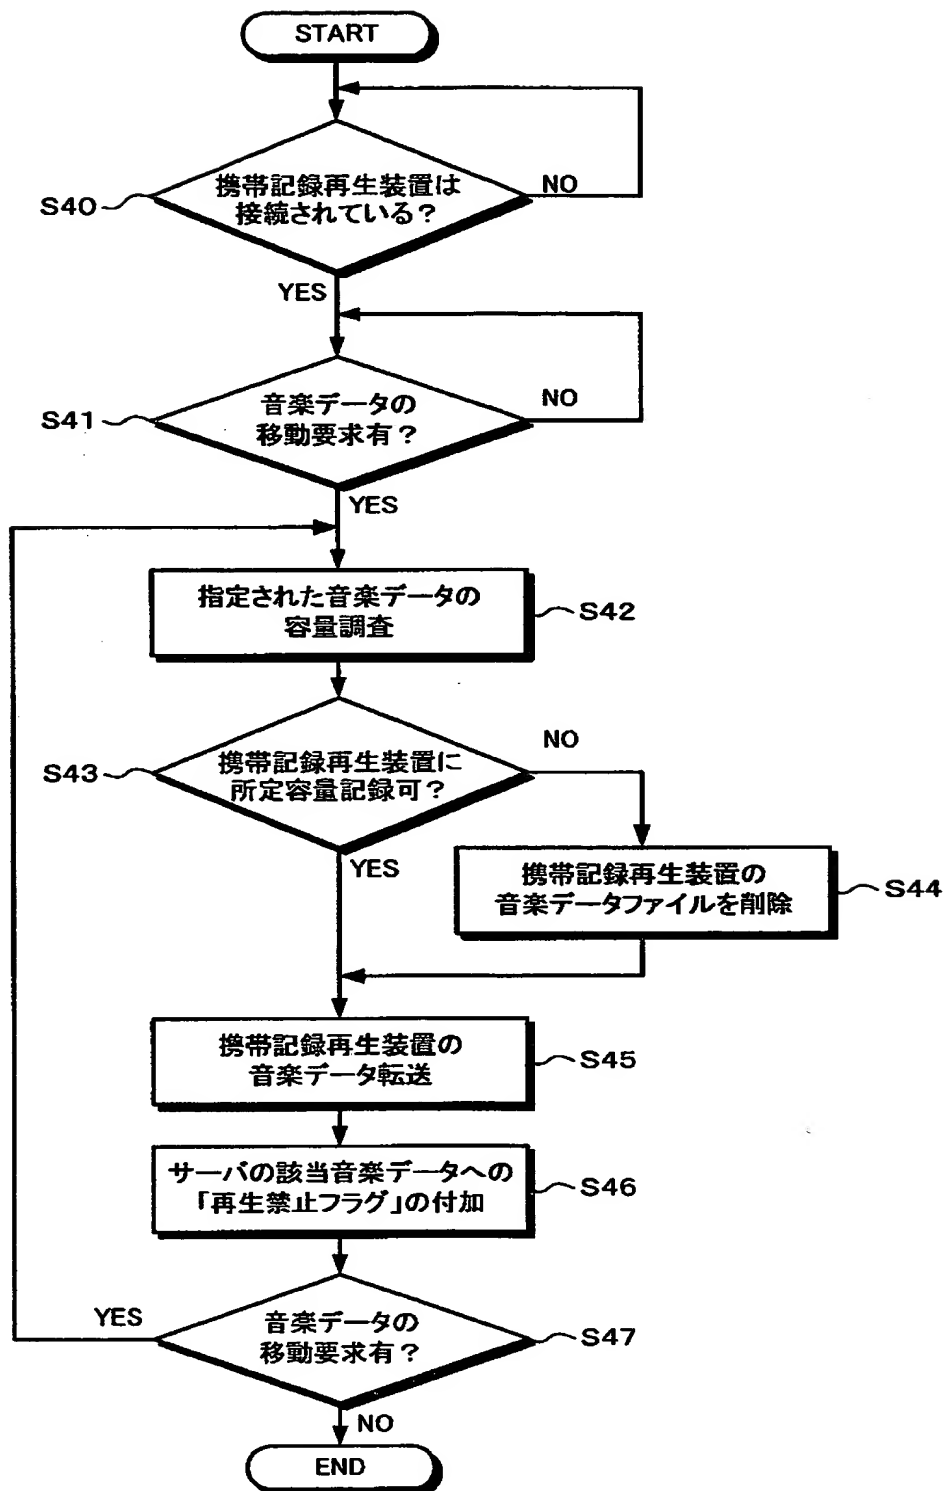 START
S40
携帯記録再生装置は
接続されている?
NO
YES
S41
音楽データの
移動要求有?
NO
YES
指定された音楽データの
容量調査
S42
S43
携帯記録再生装置に
所定容量記録可?
NO
YES
携帯記録再生装置の
音楽データファイルを削除
S44
携帯記録再生装置の
音楽データ転送
S45
サーバの該当音楽データへの
「再生禁止フラグ」の付加
S46
YES
音楽データの
移動要求有?
S47
NO
END